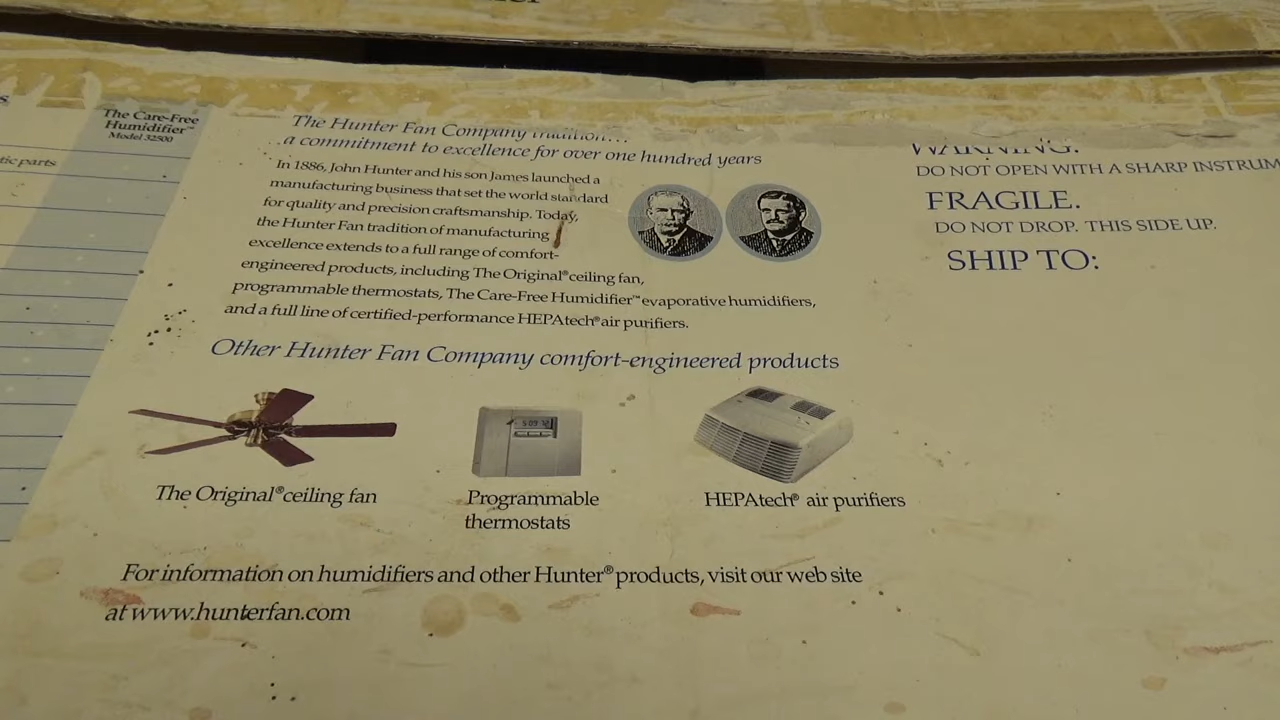 The Care-Free
Humidifier™
Model 32500
tic parts
The Hunter Fan Company tradition...
...a commitment to excellence for over one hundred years
In 1886, John Hunter and his son James launched a
manufacturing business that set the world standard
for quality and precision craftsmanship. Today,
the Hunter Fan tradition of manufacturing
excellence extends to a full range of comfort-
engineered products, including The Original® ceiling fan,
programmable thermostats, The Care-Free Humidifier™ evaporative humidifiers,
and a full line of certified-performance HEPAtech® air purifiers.
WARNING.
DO NOT OPEN WITH A SHARP INSTRUM
FRAGILE.
DO NOT DROP. THIS SIDE UP.
SHIP TO:
Other Hunter Fan Company comfort-engineered products
The Original® ceiling fan
Programmable
thermostats
HEPAtech® air purifiers
For information on humidifiers and other Hunter® products, visit our web site
at www.hunterfan.com